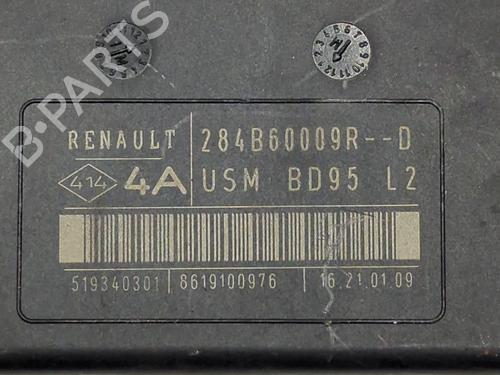 B-PARTS
RENAULT 284B60009R--D
414 4A USM BD95 L2
519340301 8619100976 16.21.01.09